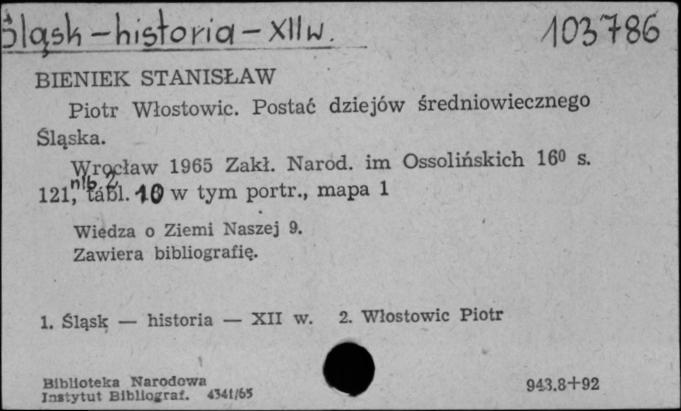 Śląsk – historia – XII w.
103786
BIENIEK STANISŁAW
Piotr Włostowic. Postać dziejów średniowiecznego
Śląska.
Wrocław 1965 Zakł. Narod. im Ossolińskich 16⁰ s.
121, nlb. 2 tabl. 10 w tym portr., mapa 1
Wiedza o Ziemi Naszej 9.
Zawiera bibliografię.
1. Śląsk — historia — XII w. 2. Włostowic Piotr
Biblioteka Narodowa
Instytut Bibliograf. 4341/65
943.8+92